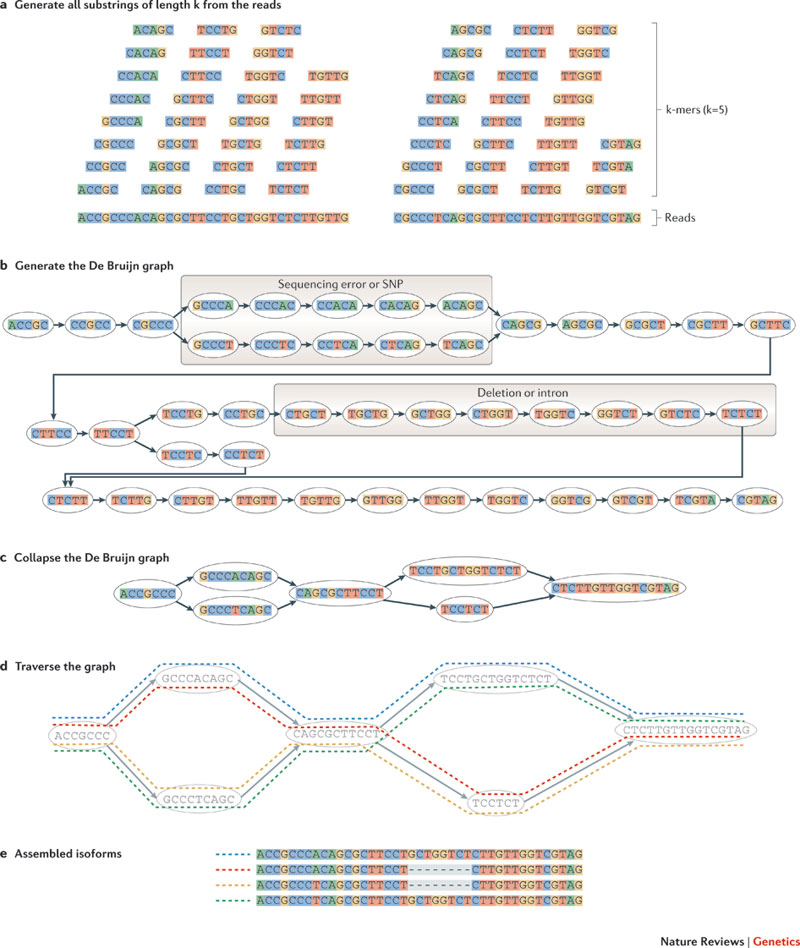 a Generate all substrings of length k from the reads
ACAGC TCCTG GTCTC AGCGC CTCTT GGTCG
CACAG TTCCT GGTCT CAGCG CCTCT TGGTC
CCACA CTTCC TGGTC TGTTG TCAGC TCCTC TTGGT
CCCAC GCTTC CTGGT TTGTT CTCAG TTCCT GTTGG
GCCCA CGCTT GCTGG CTTGT CCTCA CTTCC TGTTG
CGCCC GCGCT TGCTG TCTTG CCCTC GCTTC TTGTT CGTAG
CCGCC AGCGC CTGCT CTCTT GCCCT CGCTT CTTGT TCGTA
ACCGC CAGCG CCTGC TCTCT CGCCC GCGCT TCTTG GTCGT
k-mers (k=5)
ACCGCCCACAGCGCTTCCTGCTGGTCTCTTGTTG CGCCCTCAGCGCTTCCTCTTGTTGGTCGTAG
Reads
b Generate the De Bruijn graph
Sequencing error or SNP
GCCCA CCCAC CCACA CACAG ACAGC
ACCGC CCGCC CGCCC CAGCG AGCGC GCGCT CGCTT GCTTC
GCCCT CCCTC CCTCA CTCAG TCAGC
Deletion or intron
TCCTG CCTGC CTGCT TGCTG GCTGG CTGGT TGGTC GGTCT GTCTC TCTCT
CTTCC TTCCT
TCCTC CCTCT
CTCTT TCTTG CTTGT TTGTT TGTTG GTTGG TTGGT TGGTC GGTCG GTCGT TCGTA CGTAG
c Collapse the De Bruijn graph
GCCCACAGC TCCTGCTGGTCTCT
ACCGCCC CAGCGCTTCCT CTCTTGTTGGTCGTAG
GCCCTCAGC TCCTCT
d Traverse the graph
GCCCACAGC TCCTGCTGGTCTCT
ACCGCCC CAGCGCTTCCT CTCTTGTTGGTCGTAG
GCCCTCAGC TCCTCT
e Assembled isoforms
ACCGCCCACAGCGCTTCCTGCTGGTCTCTTGTTGGTCGTAG
ACCGCCCACAGCGCTTCCT--------CTTGTTGGTCGTAG
ACCGCCCTCAGCGCTTCCT--------CTTGTTGGTCGTAG
ACCGCCCTCAGCGCTTCCTGCTGGTCTCTTGTTGGTCGTAG
Nature Reviews | Genetics